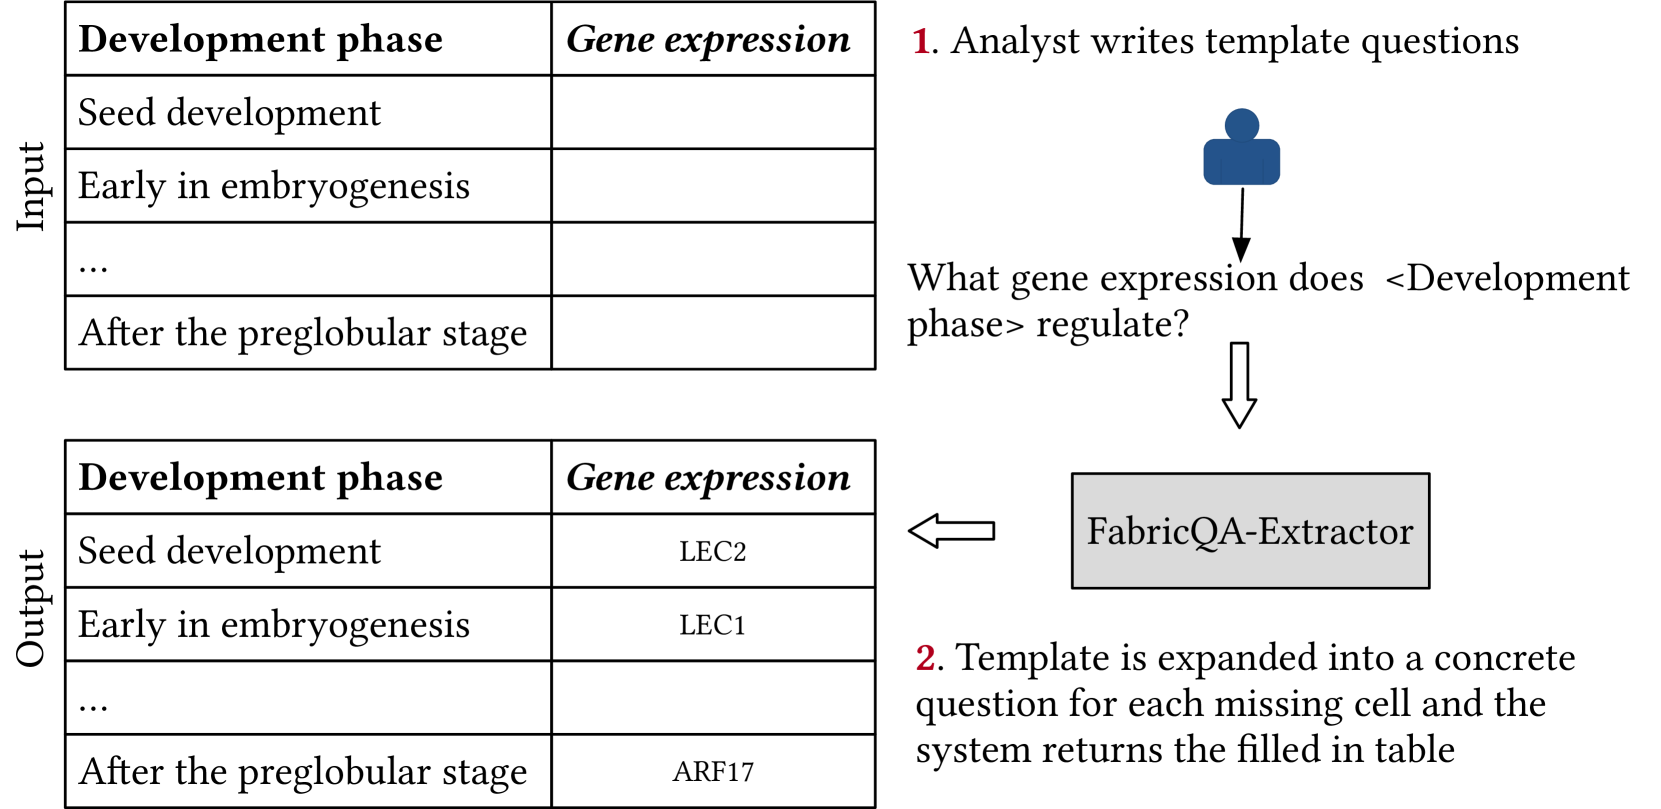 Input
Development phase Gene expression
Seed development
Early in embryogenesis
...
After the preglobular stage
1. Analyst writes template questions
What gene expression does <Development
phase> regulate?
FabricQA-Extractor
2. Template is expanded into a concrete
question for each missing cell and the
system returns the filled in table
Output
Development phase Gene expression
Seed development LEC2
Early in embryogenesis LEC1
...
After the preglobular stage ARF17